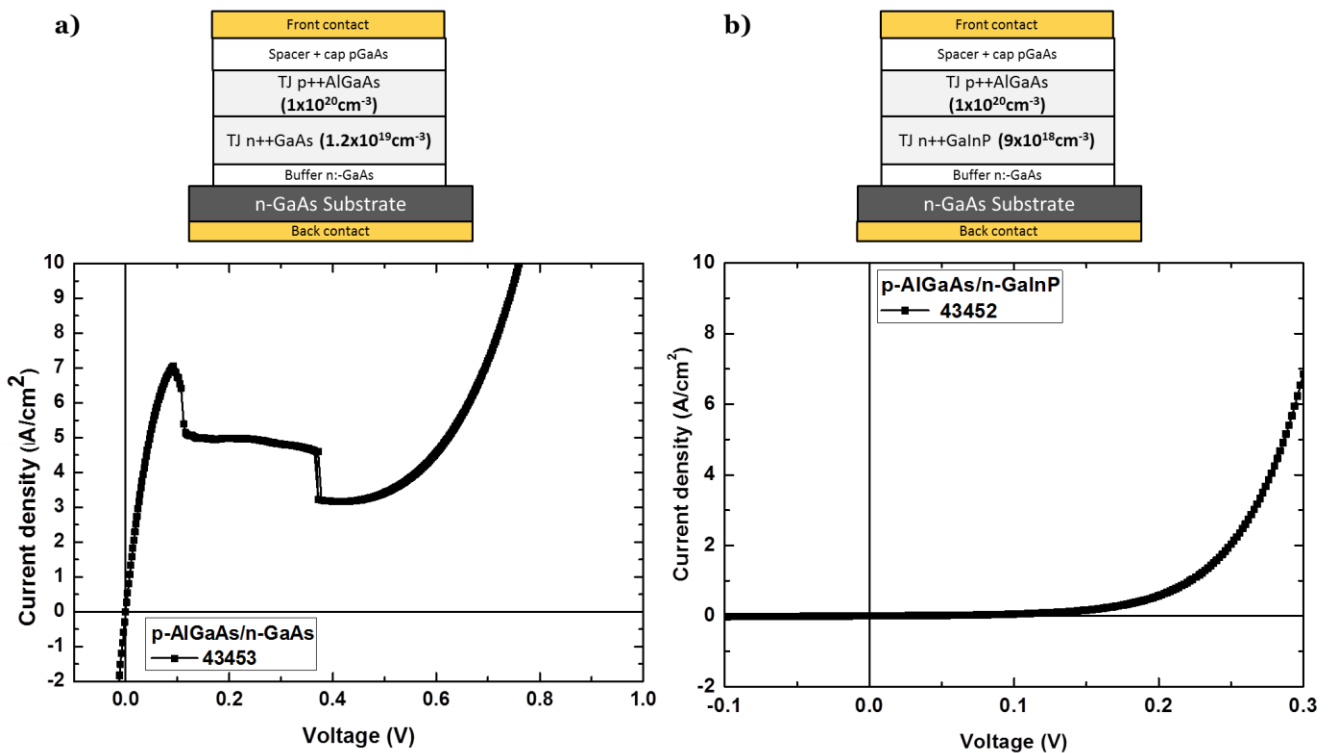 a)
Front contact
Spacer + cap pGaAs
TJ p++AlGaAs
(1x10²⁰cm⁻³)
TJ n++GaAs (1.2x10¹⁹cm⁻³)
Buffer n:-GaAs
n-GaAs Substrate
Back contact
10
9
8
7
6
5
4
3
2
1
0
-1
-2
0.0
0.2
0.4
0.6
0.8
1.0
Current density (A/cm²)
Voltage (V)
p-AlGaAs/n-GaAs
43453
b)
Front contact
Spacer + cap pGaAs
TJ p++AlGaAs
(1x10²⁰cm⁻³)
TJ n++GaInP (9x10¹⁸cm⁻³)
Buffer n:-GaAs
n-GaAs Substrate
Back contact
10
8
6
4
2
0
-2
-0.1
0.0
0.1
0.2
0.3
Current density (A/cm²)
Voltage (V)
p-AlGaAs/n-GaInP
43452